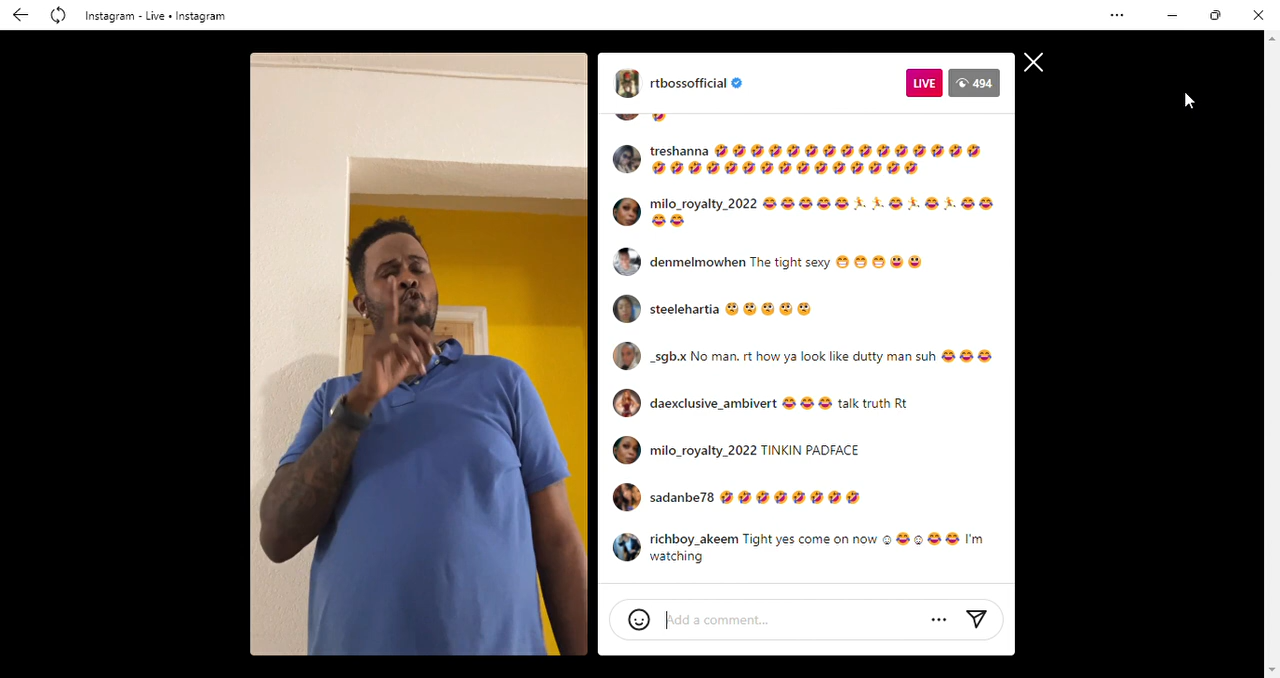 Instagram - Live • Instagram
rtbossofficial
LIVE
494
🤣
treshanna 🤣🤣🤣🤣🤣🤣🤣🤣🤣🤣🤣🤣🤣🤣🤣
🤣🤣🤣🤣🤣🤣🤣🤣🤣🤣🤣🤣🤣🤣🤣
milo_royalty_2022 😂😂😂😂😂🏃🏃😂🏃😂🏃😂😂
😂😂
denmelmowhen The tight sexy 😁😁😁😃😃
steelehartia 🥴🥴🥴🥴🥴
_sgb.x No man. rt how ya look like dutty man suh 😂😂😂
daexclusive_ambivert 😂😂😂 talk truth Rt
milo_royalty_2022 TINKIN PADFACE
sadanbe78 🤣🤣🤣🤣🤣🤣🤣🤣
richboy_akeem Tight yes come on now ☺😂☺😂😂 I'm
watching
Add a comment...